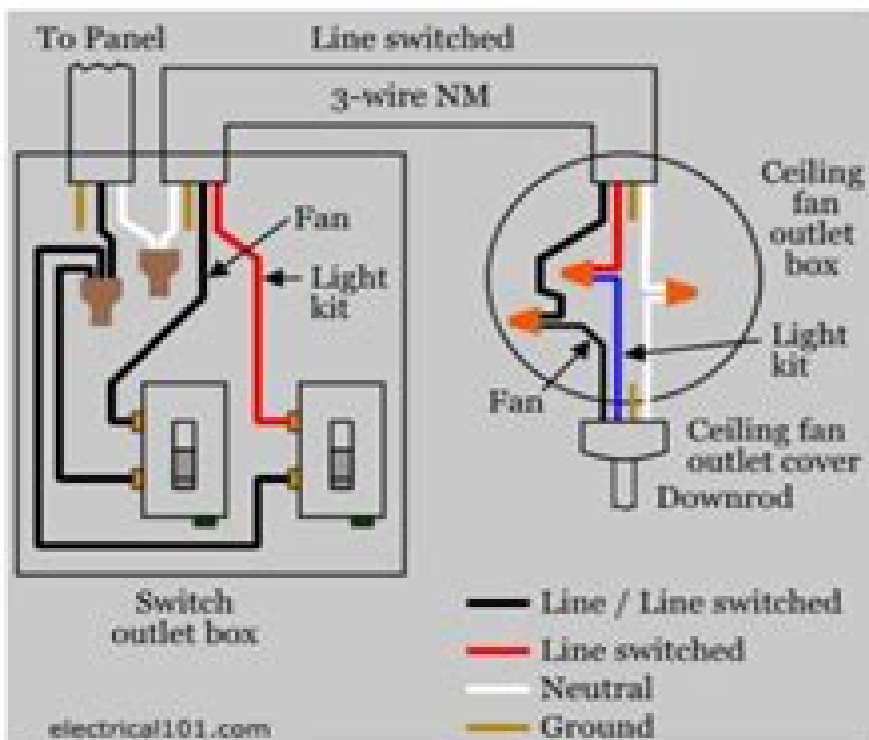 To Panel
Line switched
3-wire NM
Fan
Light
kit
Ceiling
fan
outlet
box
Light
kit
Fan
Ceiling fan
outlet cover
Downrod
Switch
outlet box
Line / Line switched
Line switched
Neutral
Ground
electrical101.com